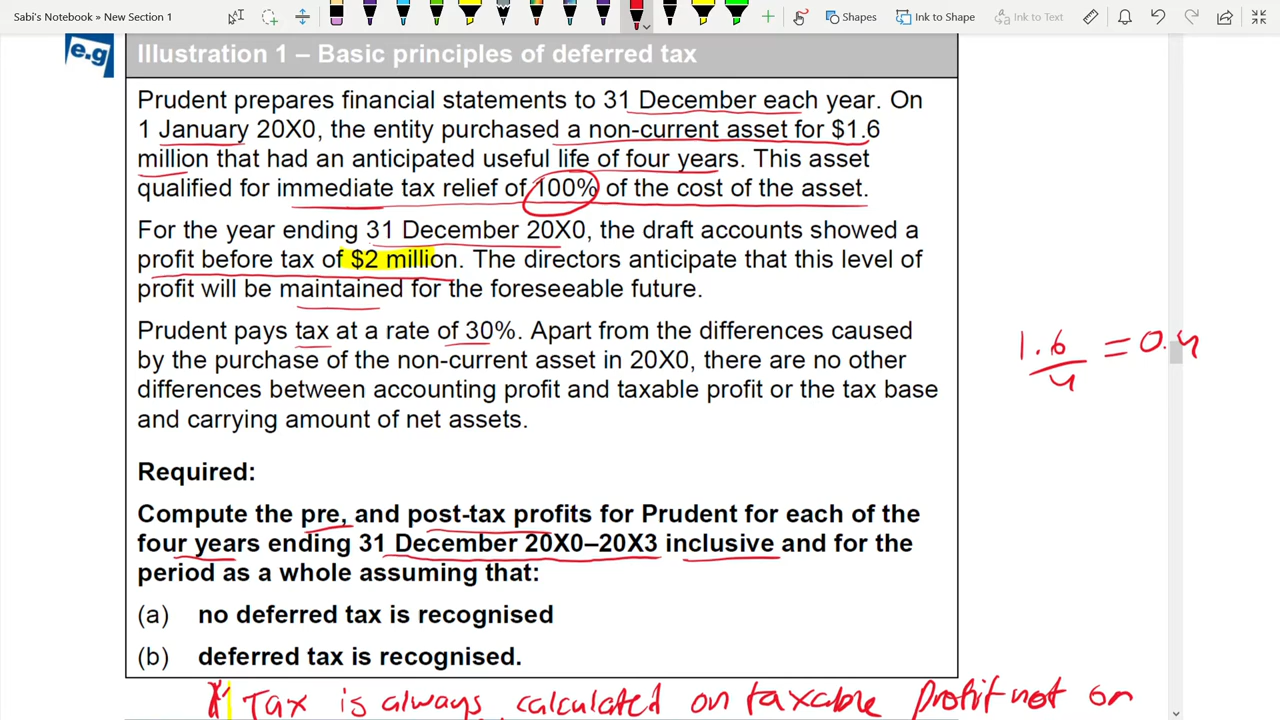 Sabi's Notebook » New Section 1
Shapes
Ink to Shape
Ink to Text
e.g
Illustration 1 – Basic principles of deferred tax
Prudent prepares financial statements to 31 December each year. On
1 January 20X0, the entity purchased a non-current asset for $1.6
million that had an anticipated useful life of four years. This asset
qualified for immediate tax relief of 100% of the cost of the asset.
For the year ending 31 December 20X0, the draft accounts showed a
profit before tax of $2 million. The directors anticipate that this level of
profit will be maintained for the foreseeable future.
Prudent pays tax at a rate of 30%. Apart from the differences caused
by the purchase of the non-current asset in 20X0, there are no other
differences between accounting profit and taxable profit or the tax base
and carrying amount of net assets.
1.6
4
= 0.4
Required:
Compute the pre, and post-tax profits for Prudent for each of the
four years ending 31 December 20X0–20X3 inclusive and for the
period as a whole assuming that:
(a) no deferred tax is recognised
(b) deferred tax is recognised.
Tax is always calculated on taxable Profit not on